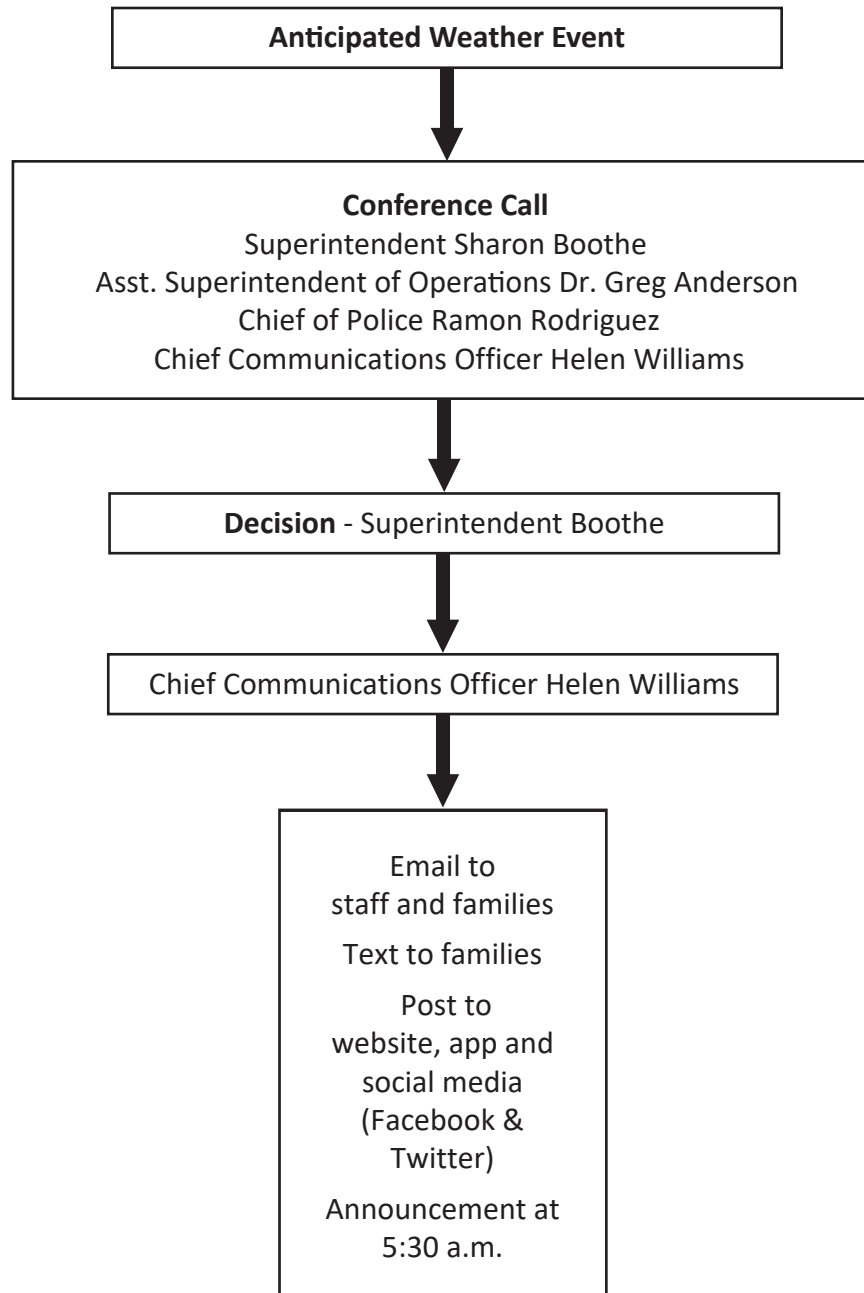 Anticipated Weather Event
Conference Call
Superintendent Sharon Boothe
Asst. Superintendent of Operations Dr. Greg Anderson
Chief of Police Ramon Rodriguez
Chief Communications Officer Helen Williams
Decision - Superintendent Boothe
Chief Communications Officer Helen Williams
Email to
staff and families
Text to families
Post to
website, app and
social media
(Facebook &
Twitter)
Announcement at
5:30 a.m.